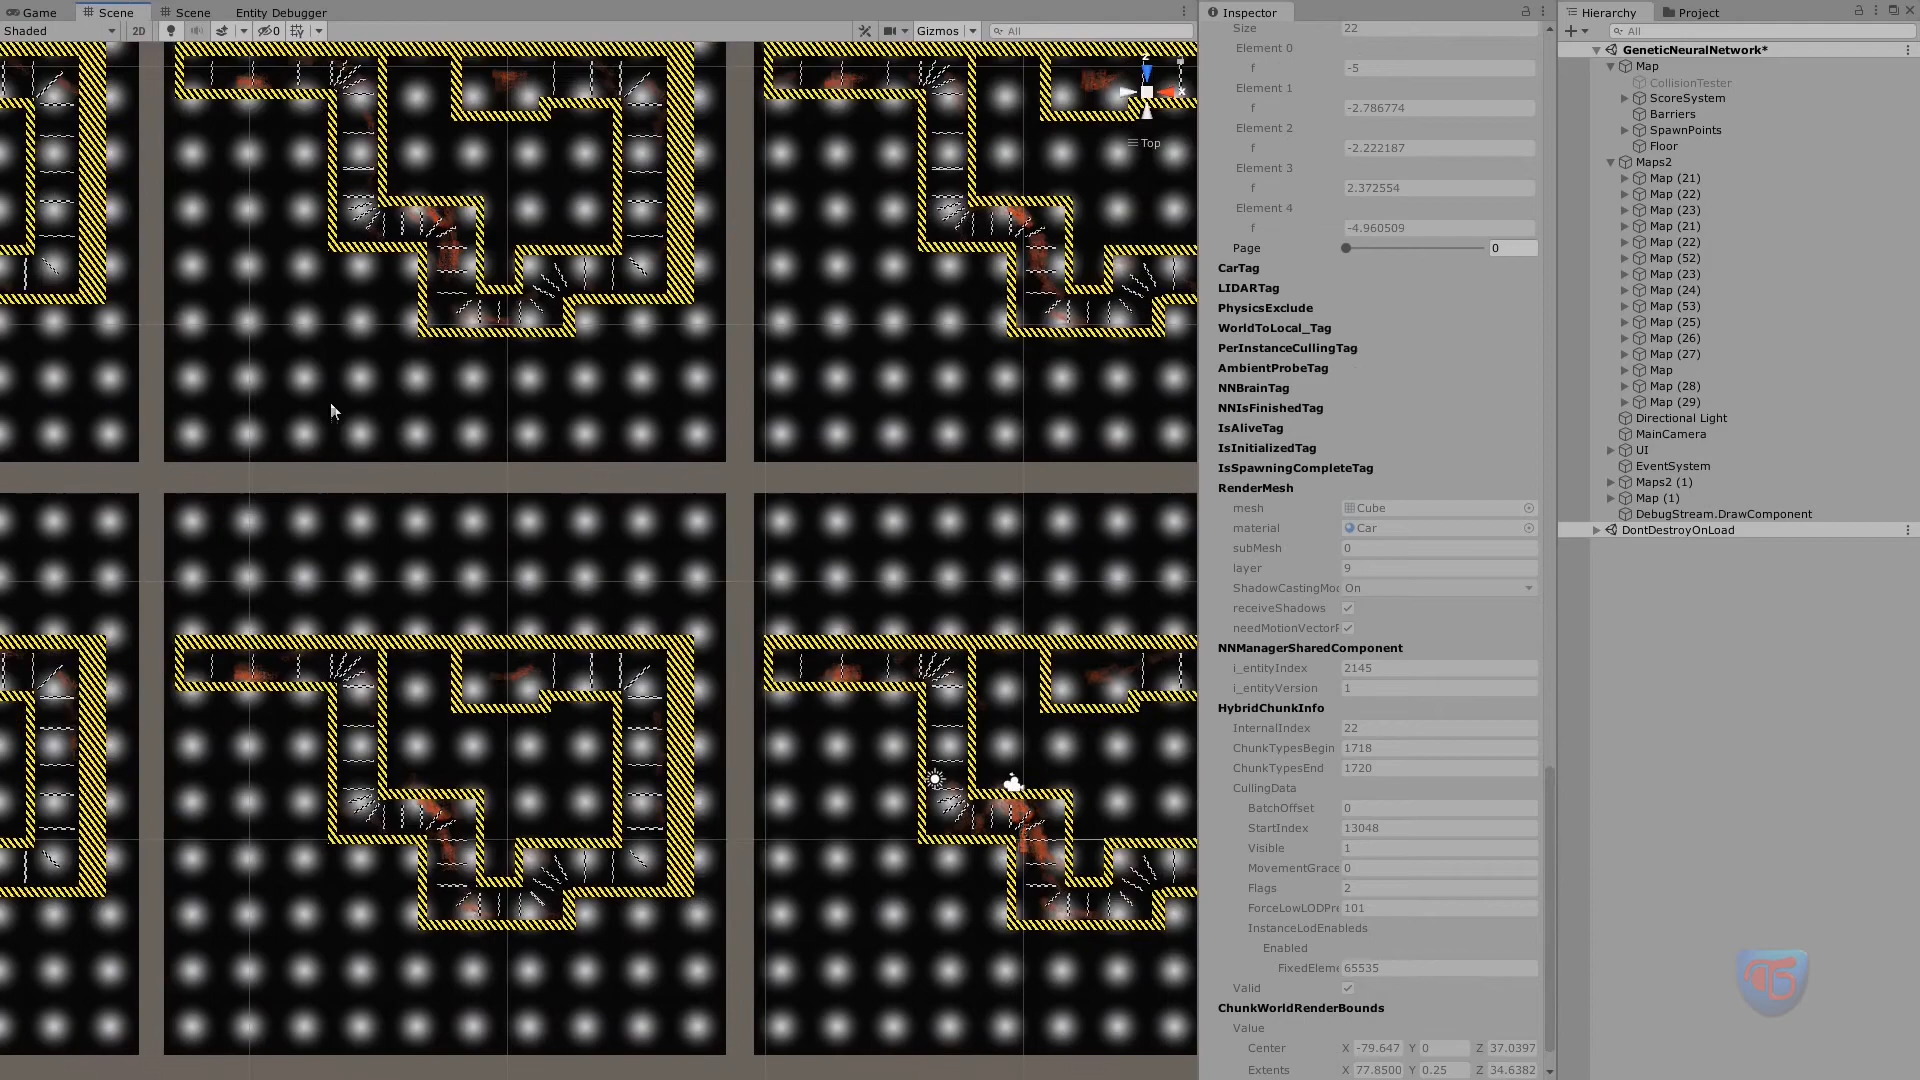 Game
Scene
Scene
Entity Debugger
Shaded
2D
0
Gizmos
All
z
x
Top
Inspector
Size 22
Element 0
f -5
Element 1
f -2.786774
Element 2
f -2.222187
Element 3
f 2.372554
Element 4
f -4.960509
Page 0
CarTag
LIDARTag
PhysicsExclude
WorldToLocal_Tag
PerInstanceCullingTag
AmbientProbeTag
NNBrainTag
NNIsFinishedTag
IsAliveTag
IsInitializedTag
IsSpawningCompleteTag
RenderMesh
mesh Cube
material Car
subMesh 0
layer 9
ShadowCastingMo On
receiveShadows
needMotionVectorF
NNManagerSharedComponent
i_entityIndex 2145
i_entityVersion 1
HybridChunkInfo
InternalIndex 22
ChunkTypesBegin 1718
ChunkTypesEnd 1720
CullingData
BatchOffset 0
StartIndex 13048
Visible 1
MovementGrace 0
Flags 2
ForceLowLODPre 101
InstanceLodEnableds
Enabled
FixedEleme 65535
Valid
ChunkWorldRenderBounds
Value
Center X -79.647 Y 0 Z 37.0397
Extents X 77.8500 Y 0.25 Z 34.6382
Hierarchy
Project
All
GeneticNeuralNetwork*
Map
CollisionTester
ScoreSystem
Barriers
SpawnPoints
Floor
Maps2
Map (21)
Map (22)
Map (23)
Map (21)
Map (22)
Map (52)
Map (23)
Map (24)
Map (53)
Map (25)
Map (26)
Map (27)
Map
Map (28)
Map (29)
Directional Light
MainCamera
UI
EventSystem
Maps2 (1)
Map (1)
DebugStream.DrawComponent
DontDestroyOnLoad